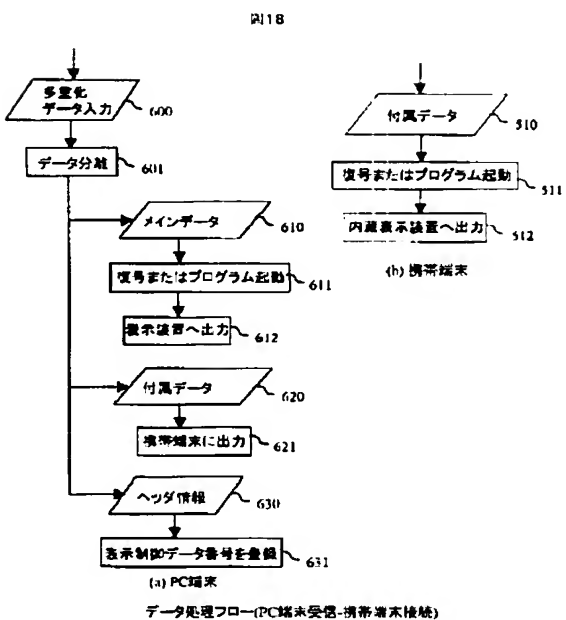 図18
多重化
データ入力
600
データ分離
601
メインデータ
610
復号またはプログラム起動
611
表示装置へ出力
612
付属データ
620
携帯端末に出力
621
ヘッダ情報
630
表示制御データ番号を登録
631
(a) PC端末
付属データ
510
復号またはプログラム起動
511
内蔵表示装置へ出力
512
(b) 携帯端末
データ処理フロー(PC端末受信-携帯端末接続)